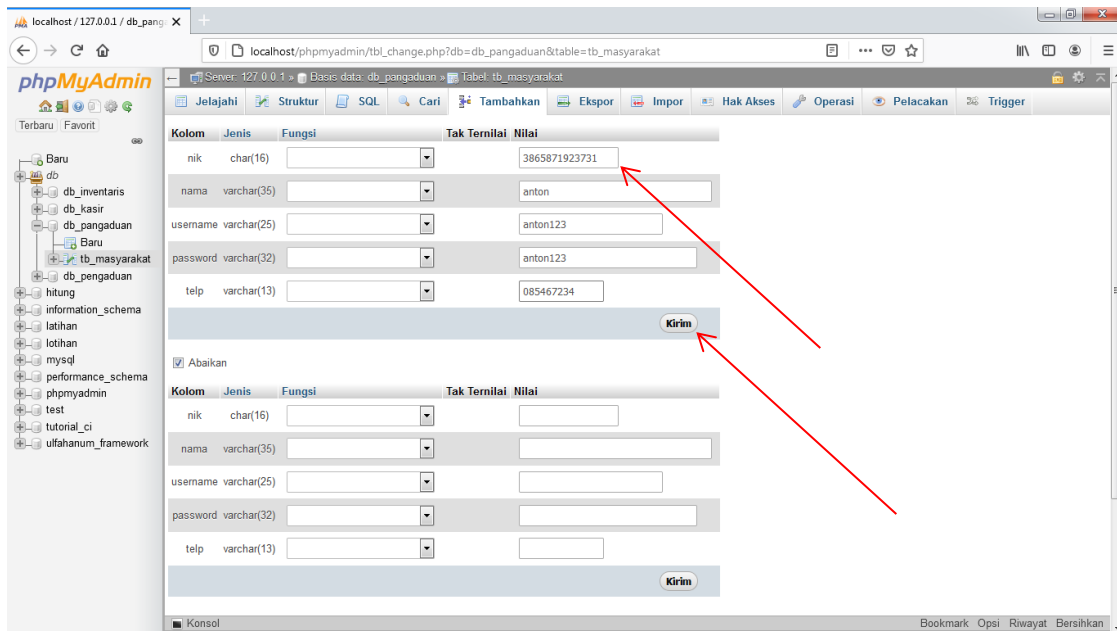 localhost / 127.0.0.1 / db_pang
localhost/phpmyadmin/tbl_change.php?db=db_pangaduan&table=tb_masyarakat
phpMyAdmin
Terbaru Favorit
Baru
db
db_inventaris
db_kasir
db_pangaduan
Baru
tb_masyarakat
db_pengaduan
hitung
information_schema
latihan
lotihan
mysql
performance_schema
phpmyadmin
test
tutorial_ci
ulfahanum_framework
Server: 127.0.0.1 » Basis data: db_pangaduan » Tabel: tb_masyarakat
Jelajahi Struktur SQL Cari Tambahkan Ekspor Impor Hak Akses Operasi Pelacakan Trigger
Kolom Jenis Fungsi Tak Ternilai Nilai
nik char(16) 3865871923731
nama varchar(35) anton
username varchar(25) anton123
password varchar(32) anton123
telp varchar(13) 085467234
Kirim
Abaikan
Kolom Jenis Fungsi Tak Ternilai Nilai
nik char(16)
nama varchar(35)
username varchar(25)
password varchar(32)
telp varchar(13)
Kirim
Konsol
Bookmark Opsi Riwayat Bersihkan